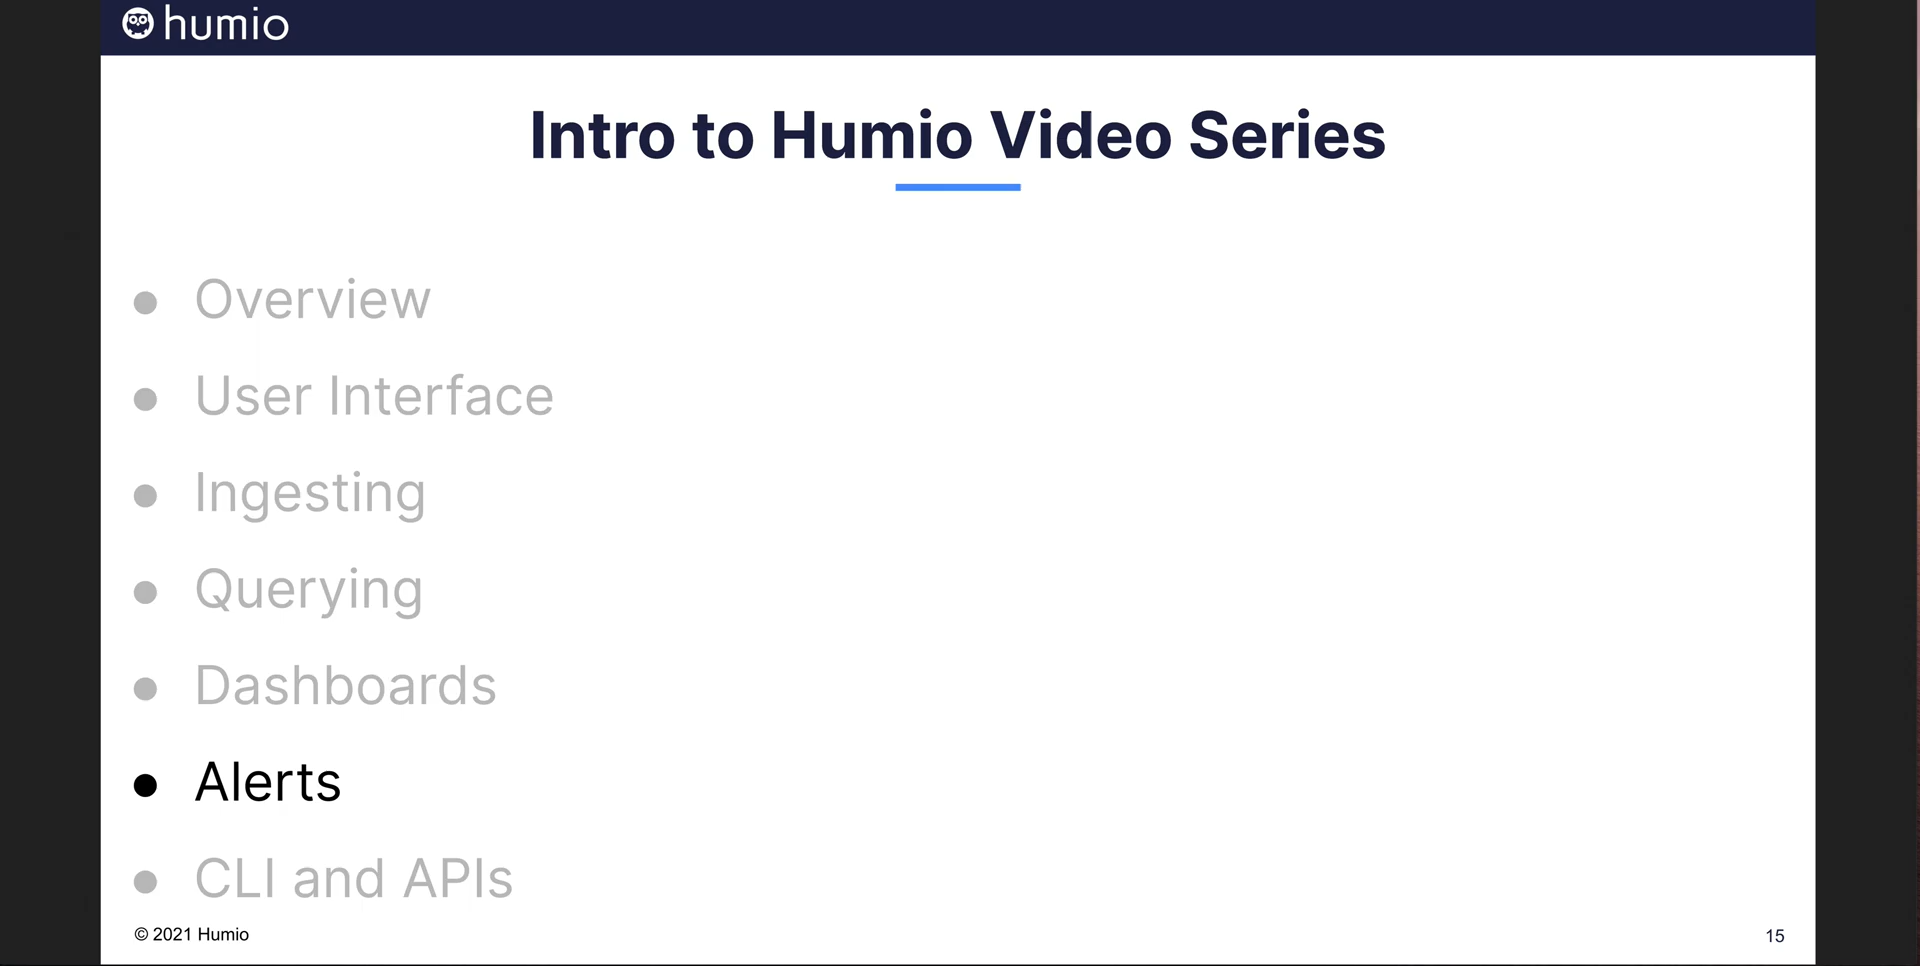 humio
Intro to Humio Video Series
● Overview
● User Interface
● Ingesting
● Querying
● Dashboards
● Alerts
● CLI and APIs
© 2021 Humio
15